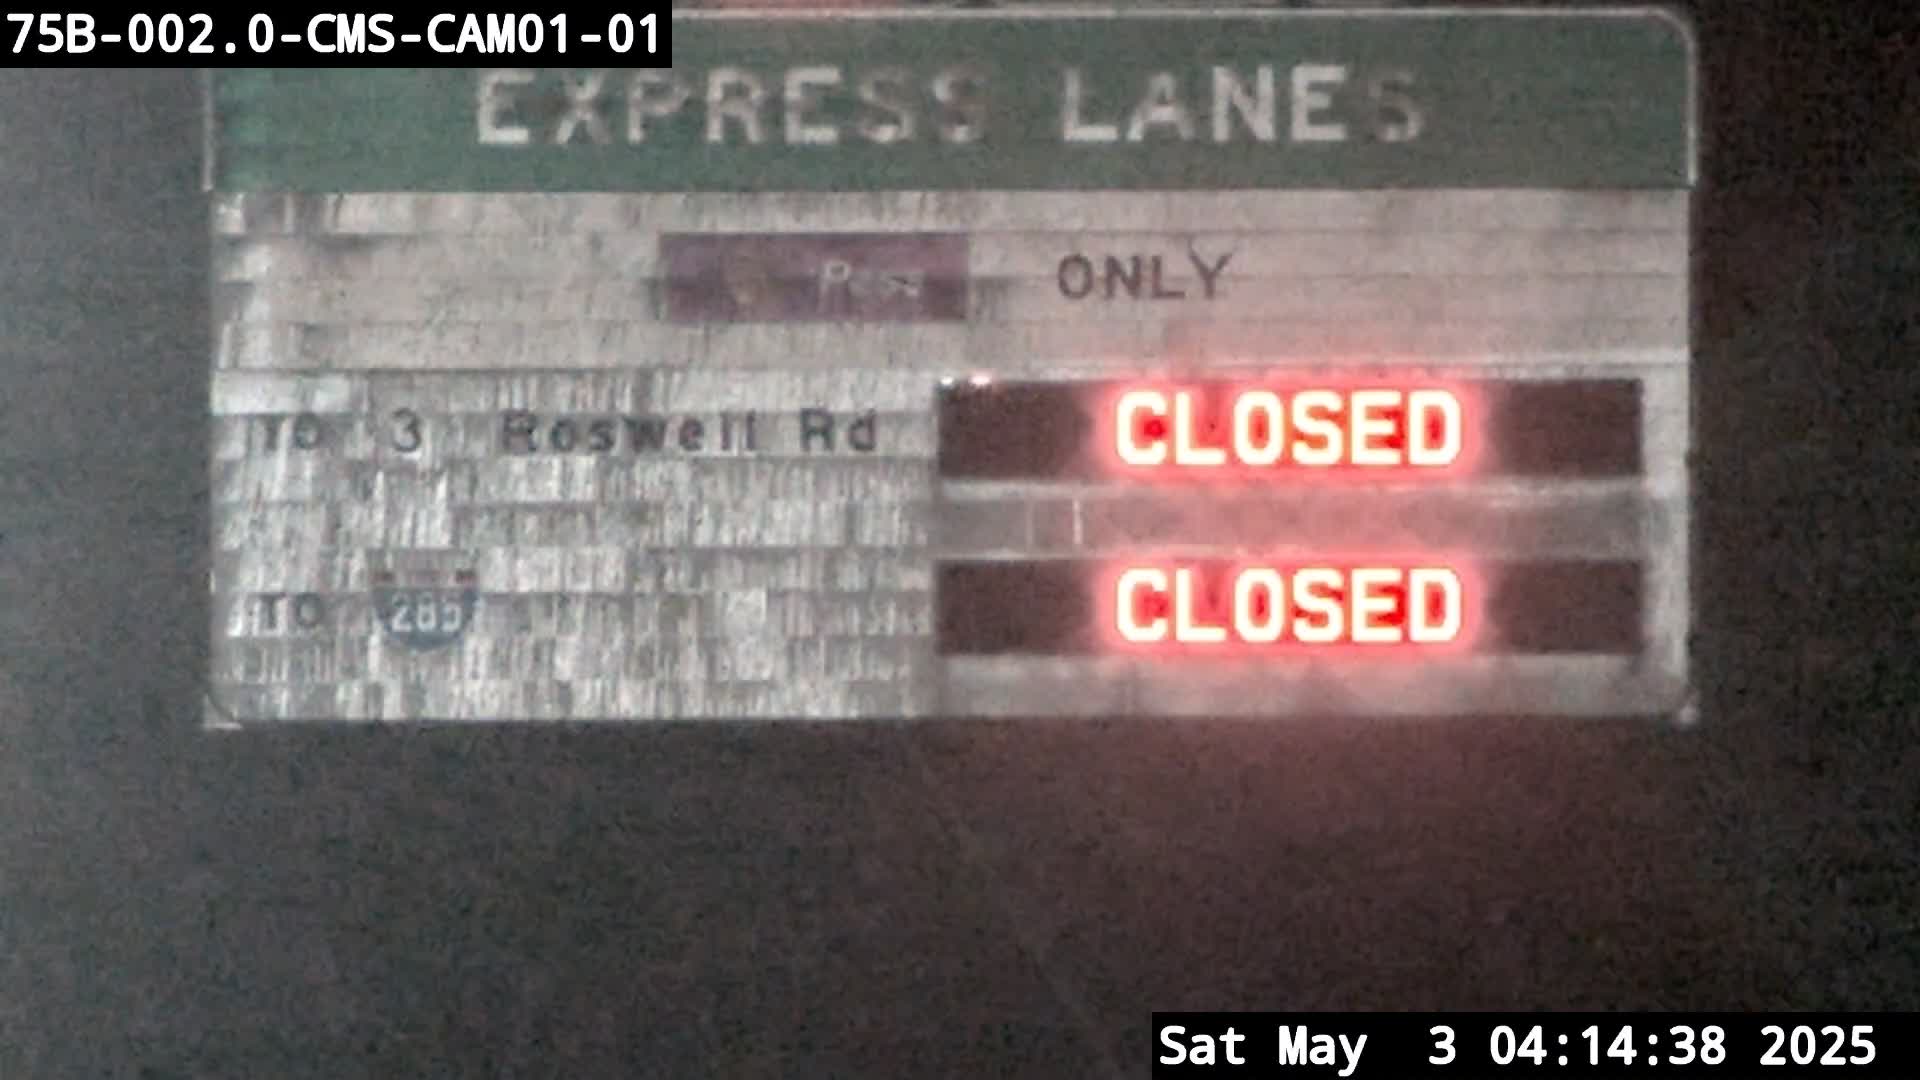 75B-002.0-CMS-CAM01-01
EXPRESS LANES
Pass ONLY
TO 3 Roswell Rd CLOSED
TO 285 CLOSED
Sat May 3 04:14:38 2025